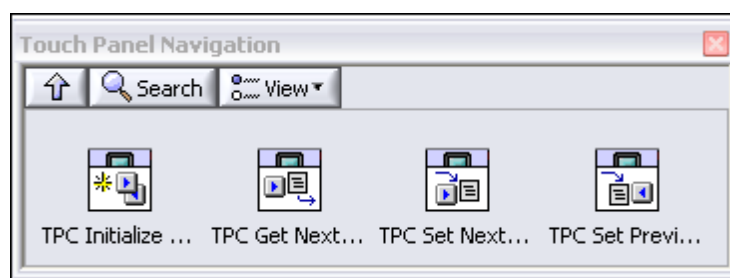 Touch Panel Navigation
Search View
TPC Initialize ... TPC Get Next... TPC Set Next... TPC Set Previ...